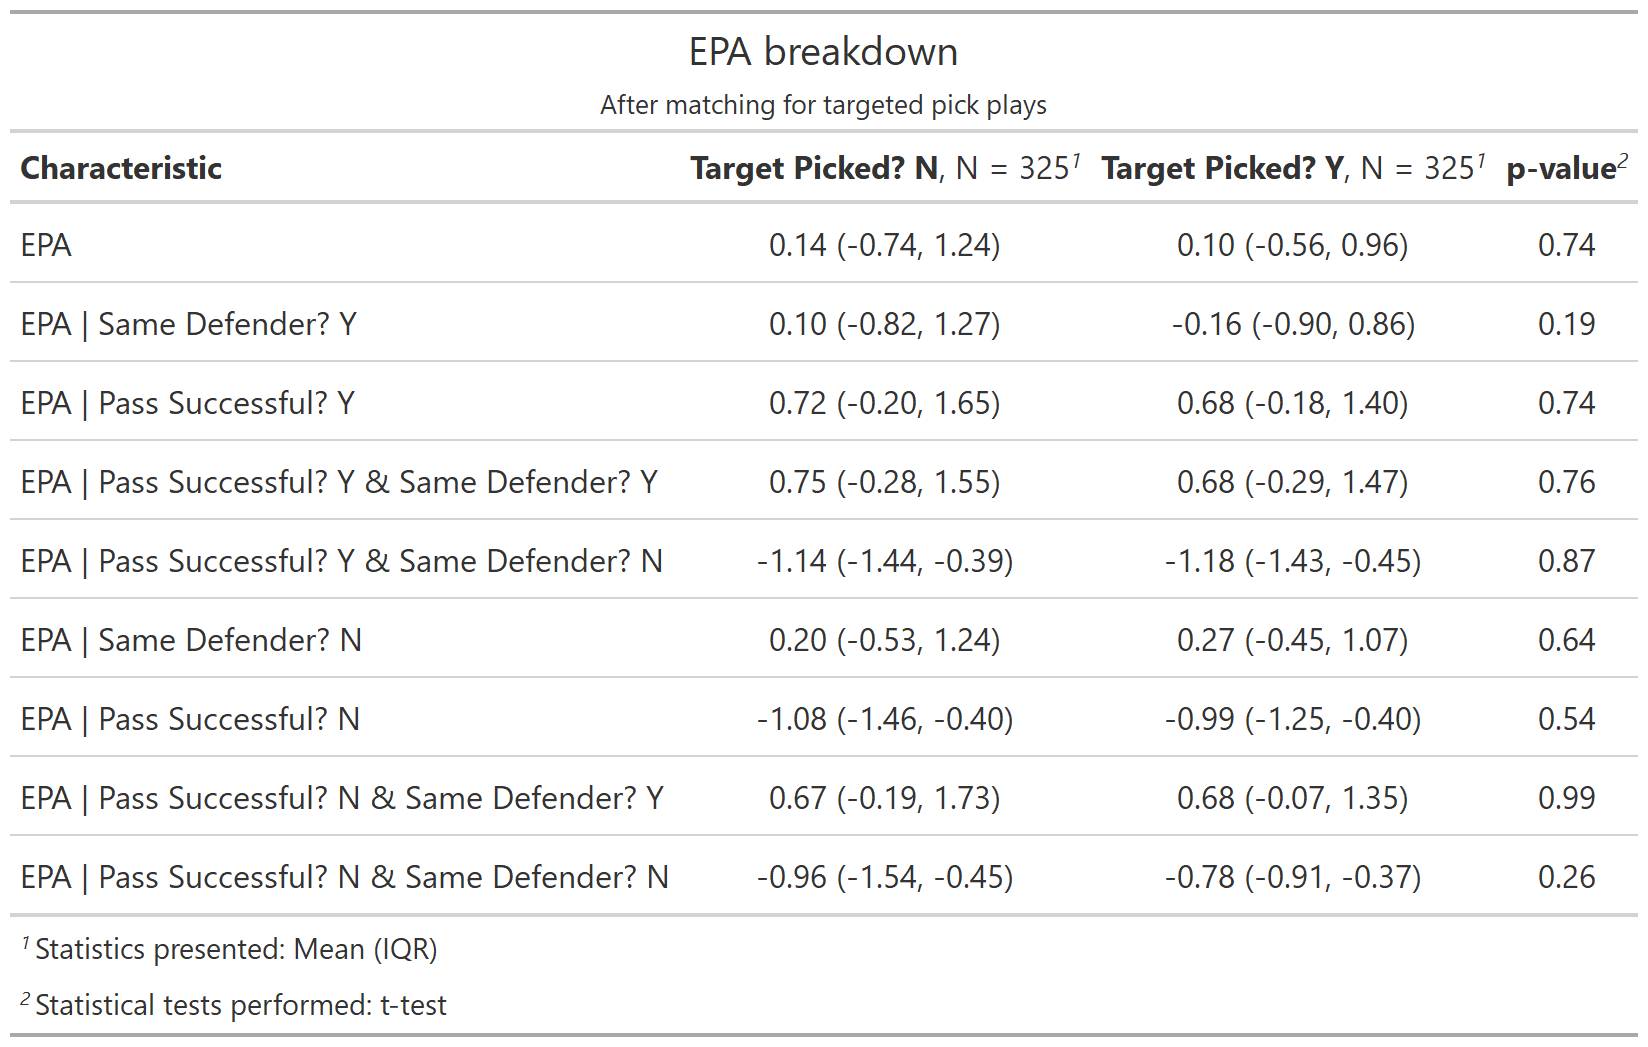 EPA breakdown
After matching for targeted pick plays
Characteristic Target Picked? N, N = 325¹ Target Picked? Y, N = 325¹ p-value²
EPA 0.14 (-0.74, 1.24) 0.10 (-0.56, 0.96) 0.74
EPA | Same Defender? Y 0.10 (-0.82, 1.27) -0.16 (-0.90, 0.86) 0.19
EPA | Pass Successful? Y 0.72 (-0.20, 1.65) 0.68 (-0.18, 1.40) 0.74
EPA | Pass Successful? Y & Same Defender? Y 0.75 (-0.28, 1.55) 0.68 (-0.29, 1.47) 0.76
EPA | Pass Successful? Y & Same Defender? N -1.14 (-1.44, -0.39) -1.18 (-1.43, -0.45) 0.87
EPA | Same Defender? N 0.20 (-0.53, 1.24) 0.27 (-0.45, 1.07) 0.64
EPA | Pass Successful? N -1.08 (-1.46, -0.40) -0.99 (-1.25, -0.40) 0.54
EPA | Pass Successful? N & Same Defender? Y 0.67 (-0.19, 1.73) 0.68 (-0.07, 1.35) 0.99
EPA | Pass Successful? N & Same Defender? N -0.96 (-1.54, -0.45) -0.78 (-0.91, -0.37) 0.26
¹ Statistics presented: Mean (IQR)
² Statistical tests performed: t-test